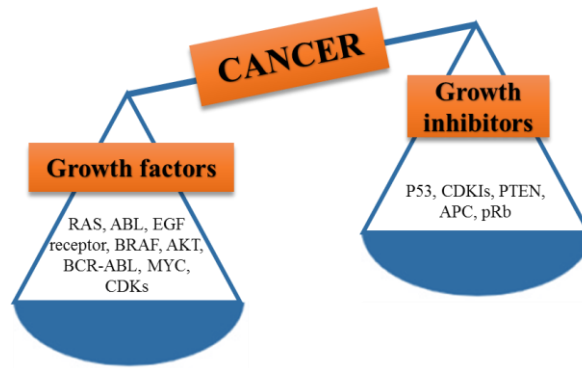 CANCER
Growth factors
RAS, ABL, EGF
receptor, BRAF, AKT,
BCR-ABL, MYC,
CDKs
Growth
inhibitors
P53, CDKIs, PTEN,
APC, pRb